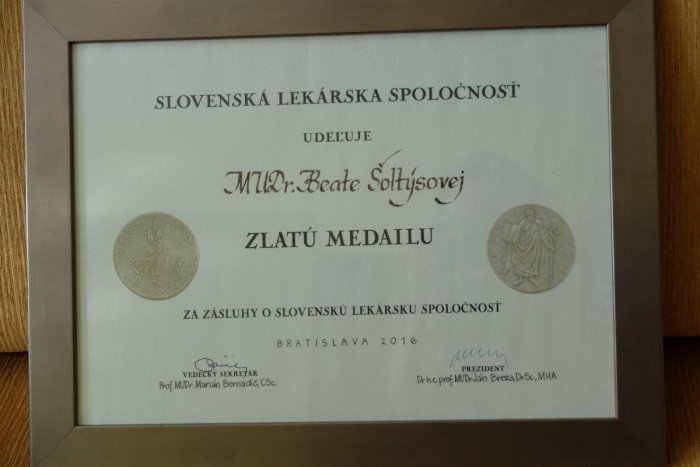 SLOVENSKÁ LEKÁRSKA SPOLOČNOSŤ
UDEĽUJE
MUDr. Beate Šoltýsovej
ZLATÚ MEDAILU
ZA ZÁSLUHY O SLOVENSKÚ LEKÁRSKU SPOLOČNOSŤ
BRATISLAVA 2016
VEDECKÝ SEKRETÁR
Prof. MUDr. Marián Bernadič, CSc.
PREZIDENT
Dr.h.c. prof. MUDr. Ján Breza, DrSc., MHA